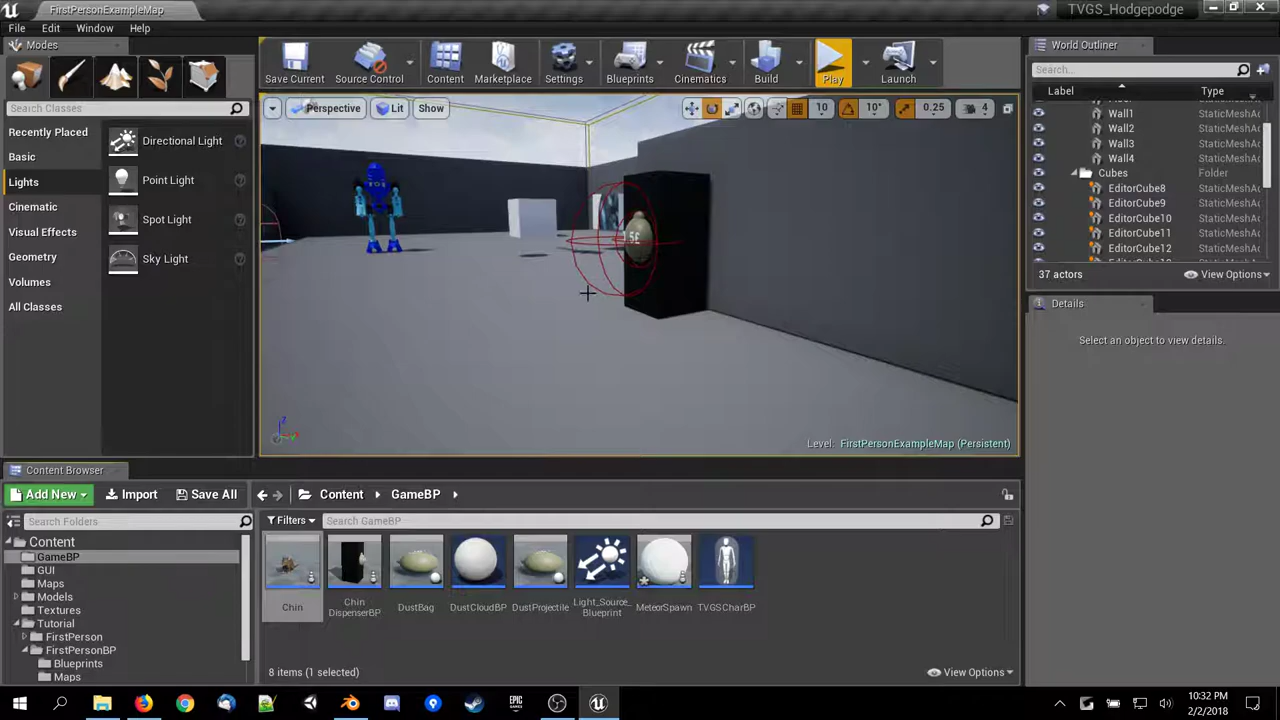 FirstPersonExampleMap
TVGS_Hodgepodge
File Edit Window Help
Modes
Search Classes
Recently Placed
Basic
Lights
Cinematic
Visual Effects
Geometry
Volumes
All Classes
Directional Light
Point Light
Spot Light
Sky Light
Save Current
Source Control
Content
Marketplace
Settings
Blueprints
Cinematics
Build
Play
Launch
Perspective Lit Show
10 10° 0.25 4
Level: FirstPersonExampleMap (Persistent)
World Outliner
Search...
Label Type
Wall1 StaticMeshAc
Wall2 StaticMeshAc
Wall3 StaticMeshAc
Wall4 StaticMeshAc
Cubes Folder
EditorCube8 StaticMeshAc
EditorCube9 StaticMeshAc
EditorCube10 StaticMeshAc
EditorCube11 StaticMeshAc
EditorCube12 StaticMeshAc
37 actors View Options
Details
Select an object to view details.
Content Browser
Add New Import Save All Content GameBP
Search Folders
Content
GameBP
GUI
Maps
Models
Textures
Tutorial
FirstPerson
FirstPersonBP
Blueprints
Maps
Filters Search GameBP
Chin
Chin
DispenserBP
DustBag
DustCloudBP
DustProjectile
Light_Source_
Blueprint
MeteorSpawn
TVGSCharBP
8 items (1 selected) View Options
EPIC
GAMES
10:32 PM
2/2/2018